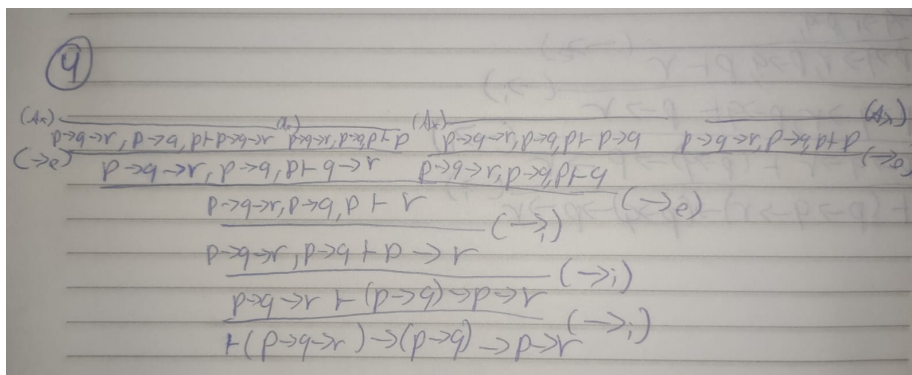 4
(Ax) (Ax) (Ax) (Ax)
p→q→r, p→q, p⊢p→q→r p→q→r, p→q, p⊢p p→q→r, p→q, p⊢p→q p→q→r, p→q, p⊢p
(→e) p→q→r, p→q, p⊢q→r p→q→r, p→q, p⊢q (→e)
p→q→r, p→q, p⊢r (→e)
p→q→r, p→q⊢p→r (→i)
p→q→r⊢(p→q)→p→r (→i)
⊢(p→q→r)→(p→q)→p→r (→i)